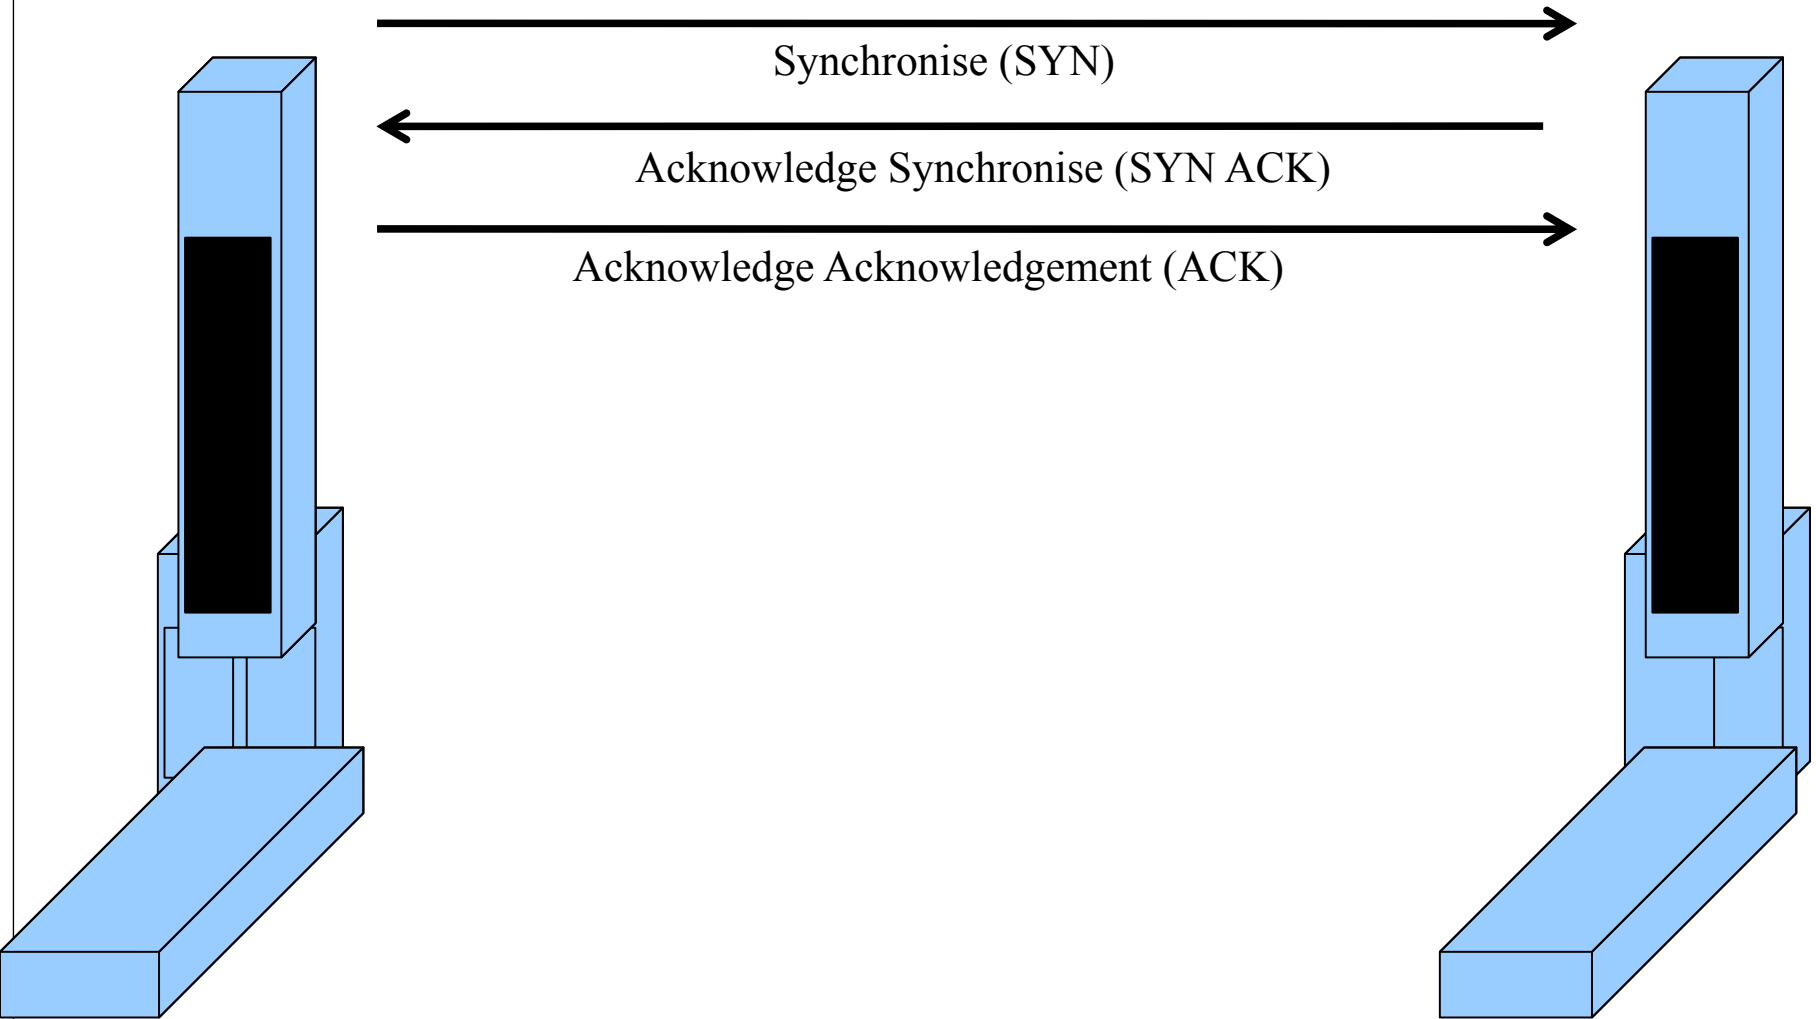 Synchronise (SYN)
Acknowledge Synchronise (SYN ACK)
Acknowledge Acknowledgement (ACK)